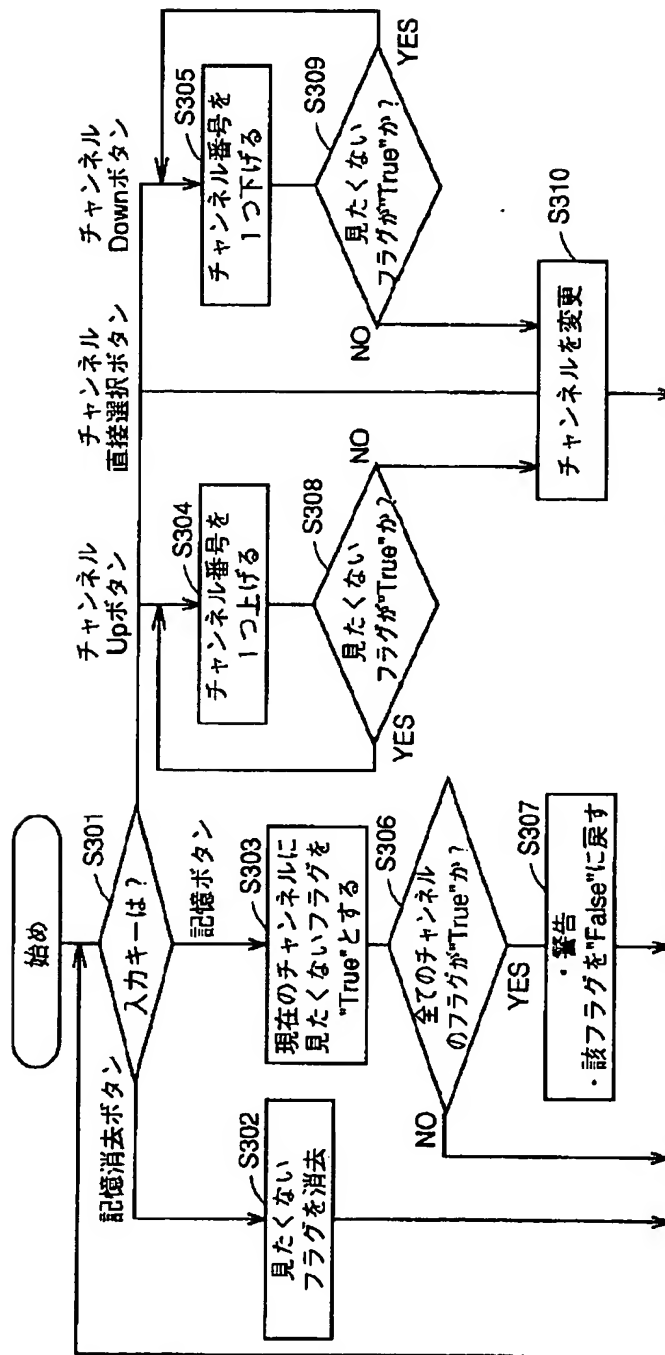 始め
S301
入力キーは？
記憶消去ボタン
S302
見たくない
フラグを消去
記憶ボタン
S303
現在のチャンネルに
見たくないフラグを
"True"とする
S306
全てのチャンネル
のフラグが"True"か？
NO
YES
S307
・警告
・該フラグを"False"に戻す
チャンネル
Upボタン
S304
チャンネル番号を
1つ上げる
S308
見たくない
フラグが"True"か？
YES
NO
チャンネル
直接選択ボタン
チャンネル
Downボタン
S305
チャンネル番号を
1つ下げる
S309
見たくない
フラグが"True"か？
YES
NO
S310
チャンネルを変更